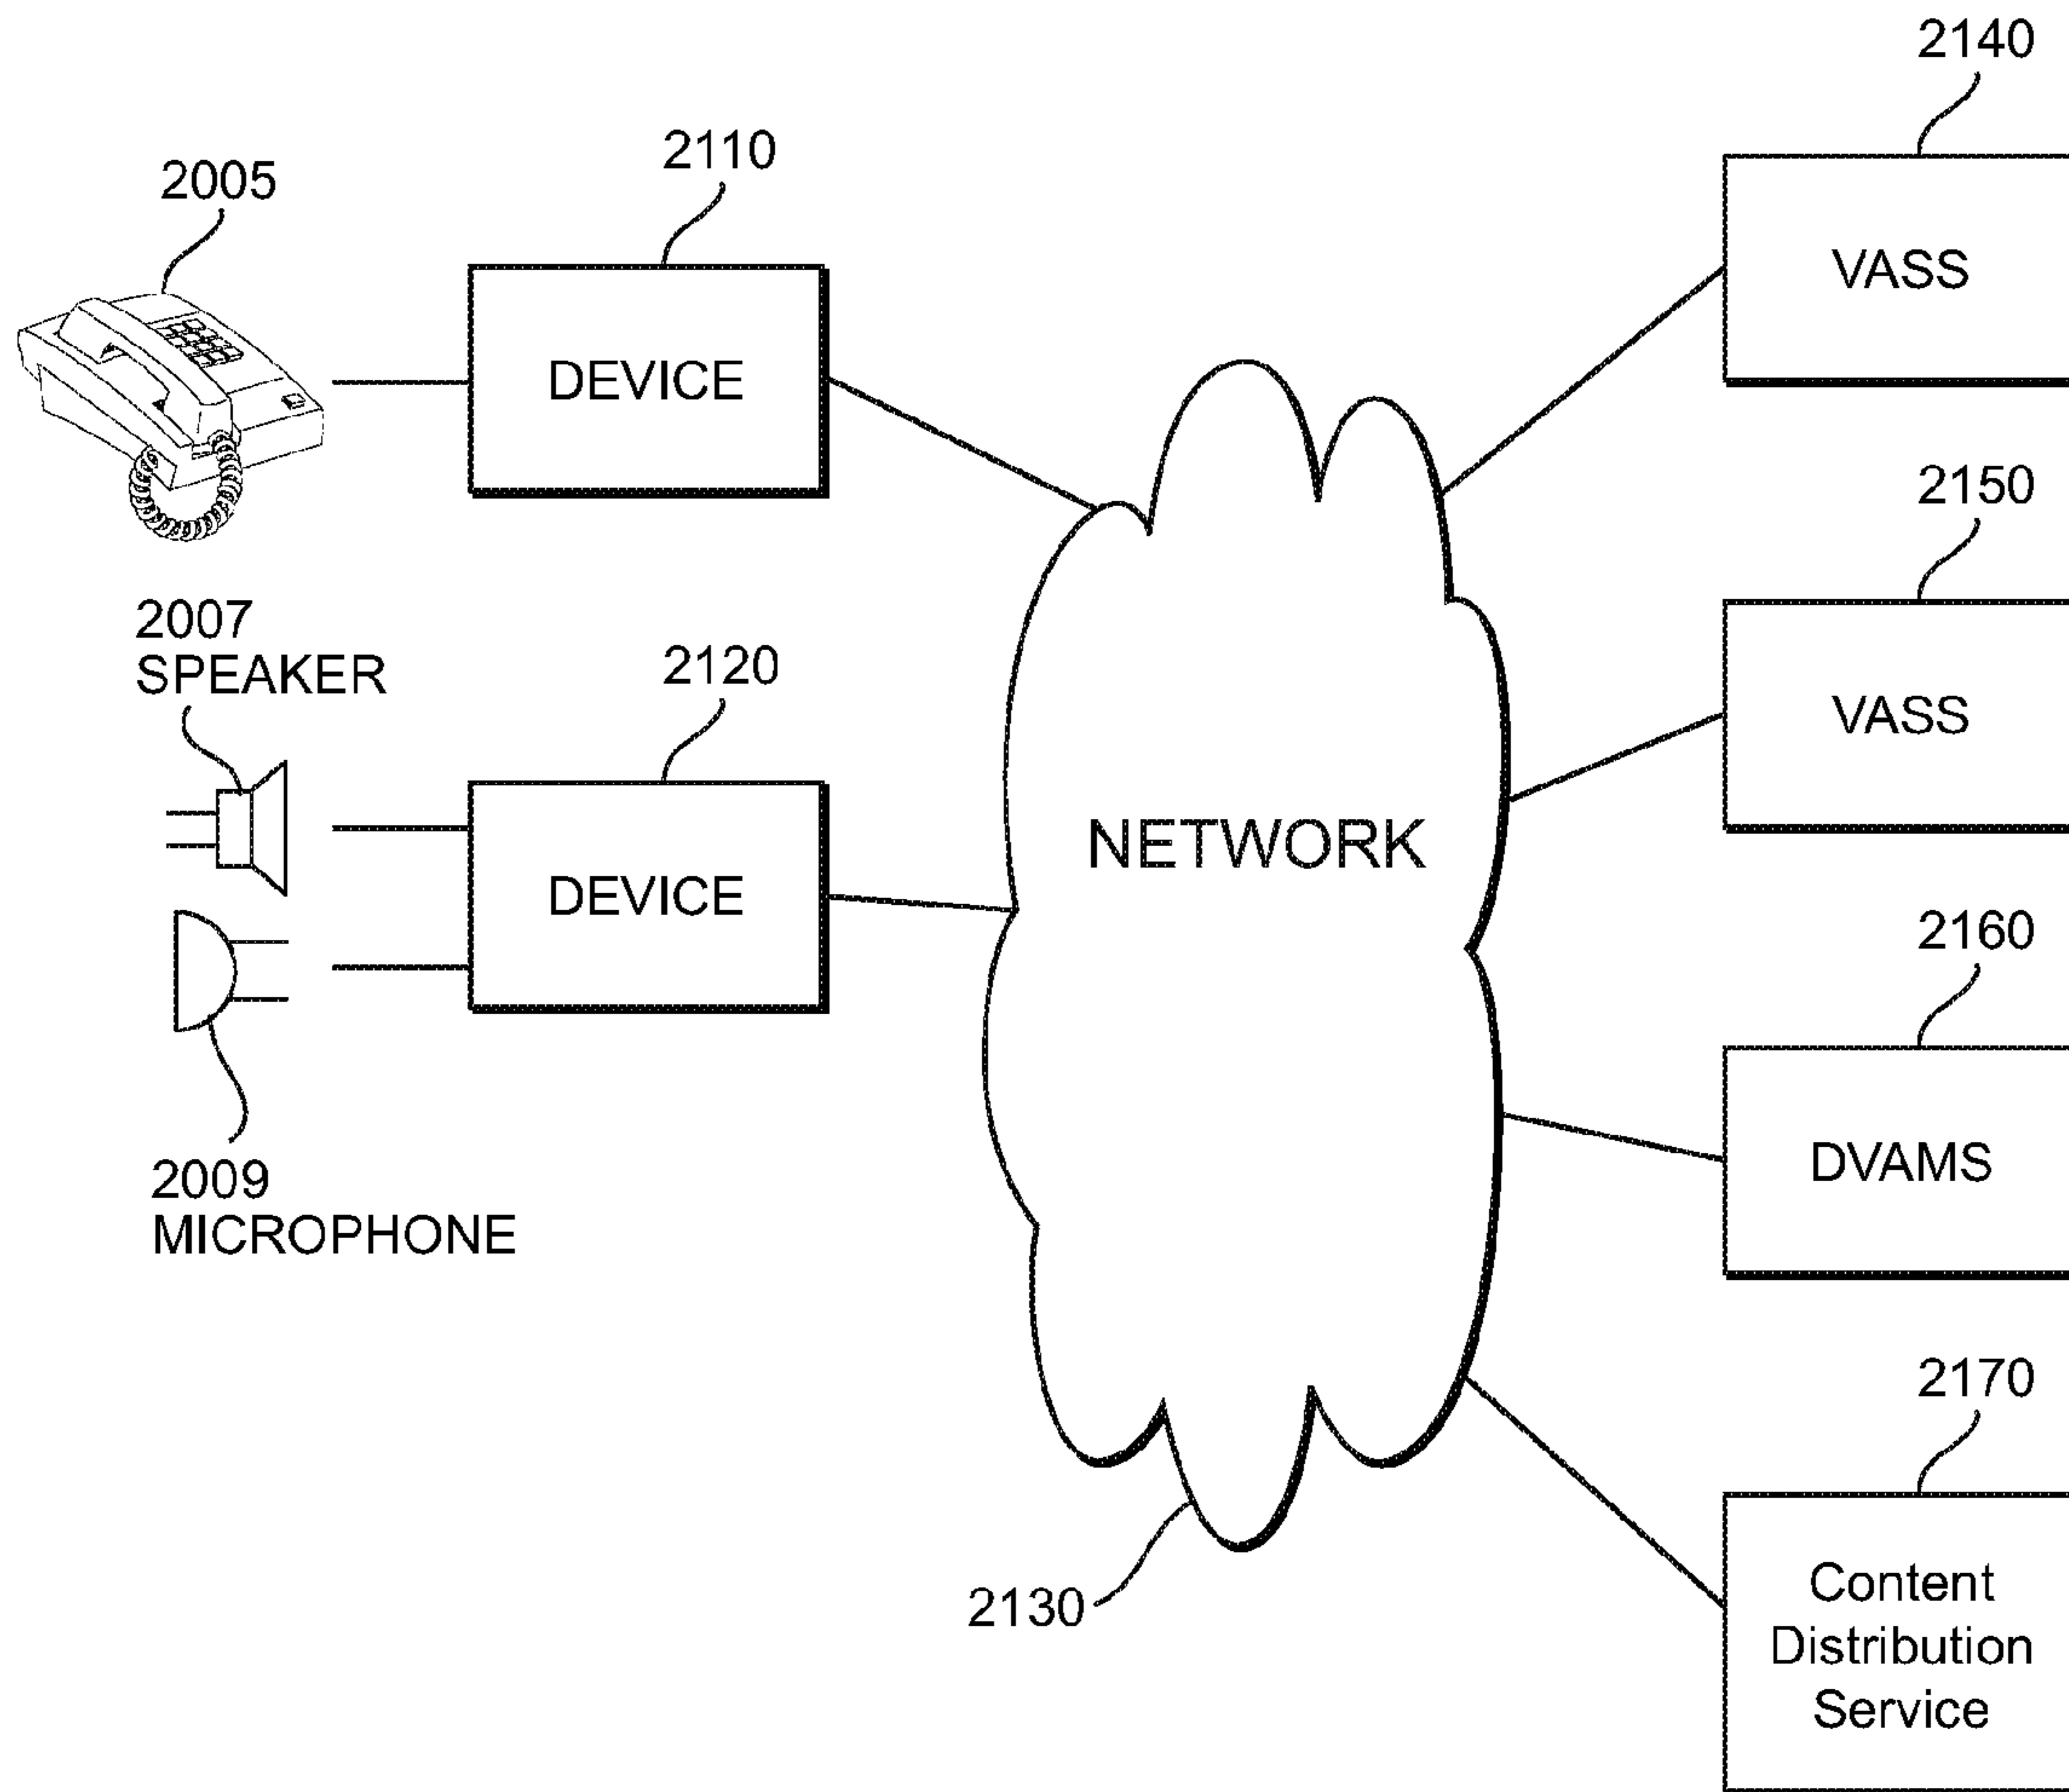 2140
2110
2005
VASS
DEVICE
2150
2007
SPEAKER
2120
VASS
NETWORK
DEVICE
2160
2009
MICROPHONE
DVAMS
2170
2130
Content
Distribution
Service